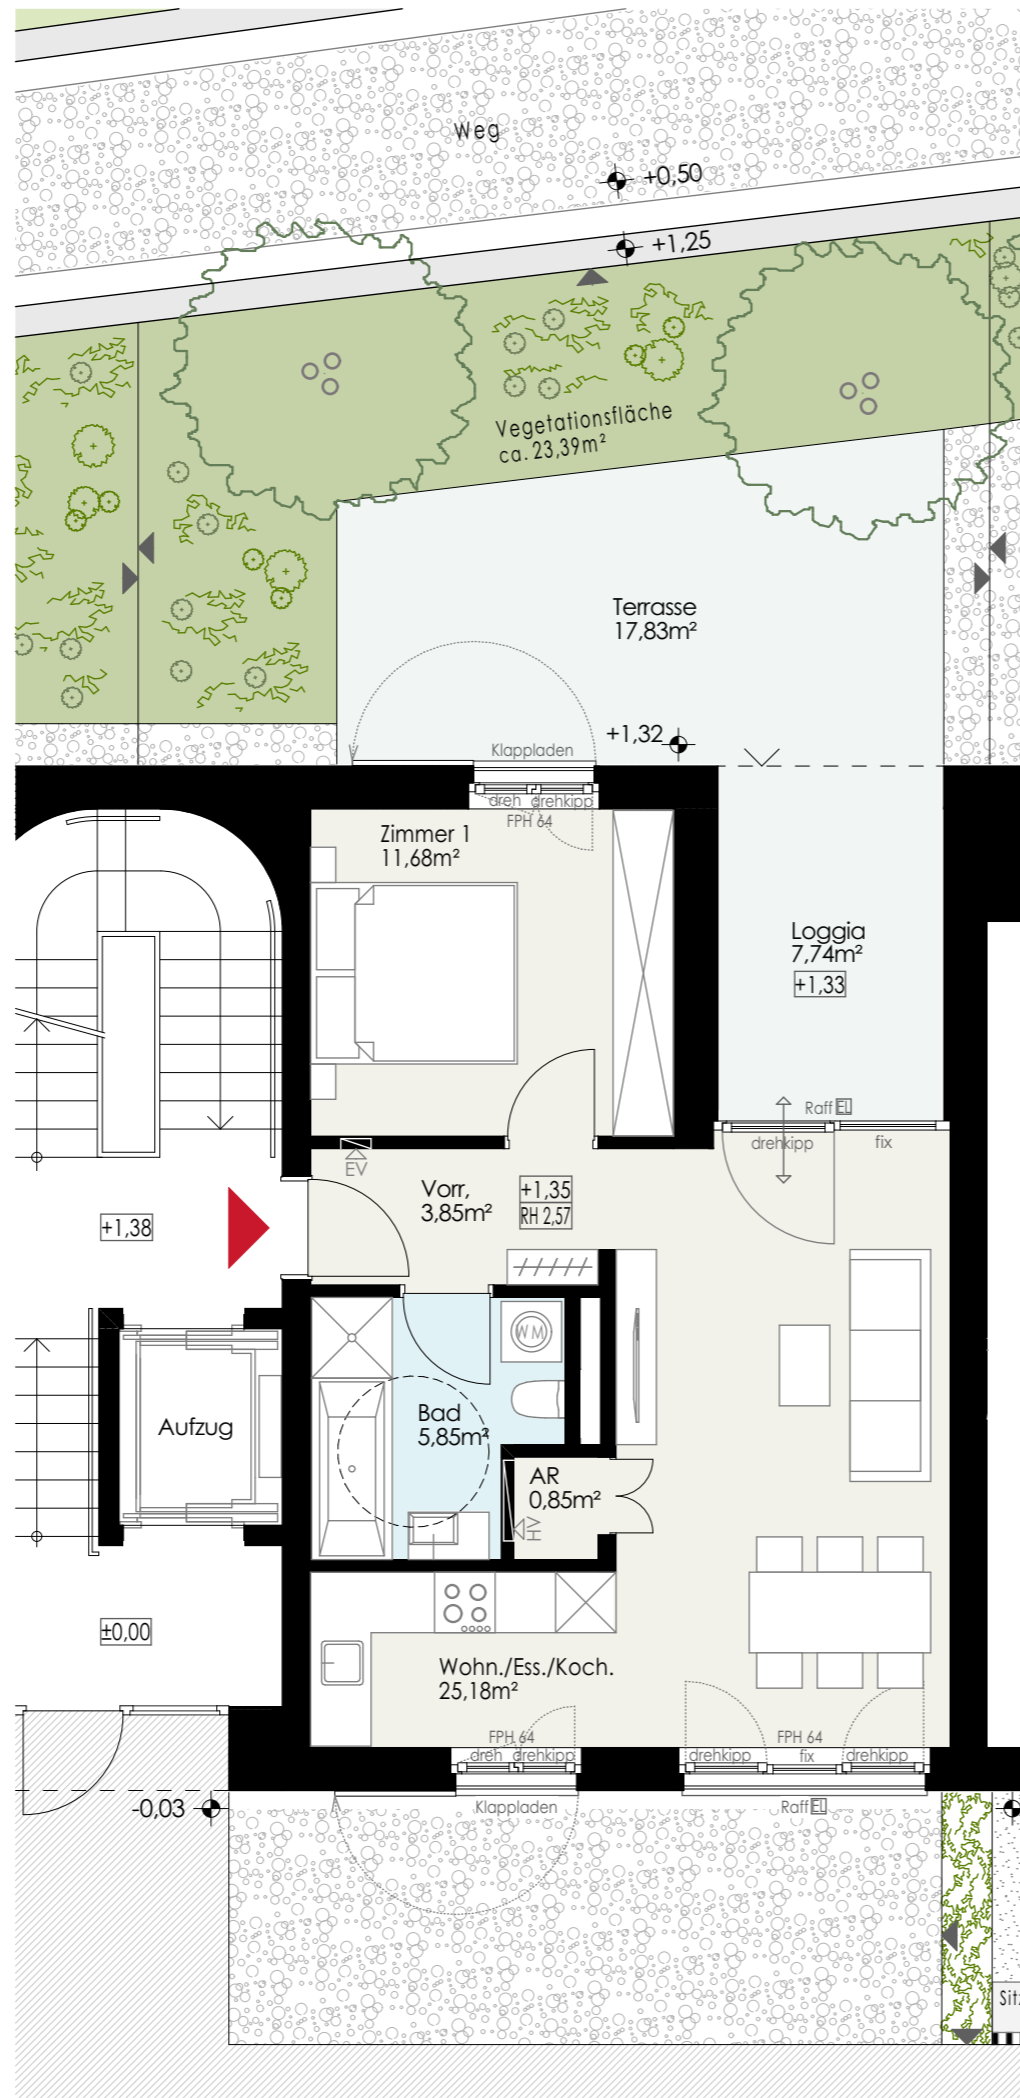 Weg
+0,50
+1,25
Vegetationsfläche
ca. 23,39m²
Terrasse
17,83m²
+1,32
Klappladen
dreh drehkipp
FPH 64
Zimmer 1
11,68m²
Loggia
7,74m²
+1,33
Raff EL
drehkipp
fix
EV
Vorr,
3,85m²
+1,35
RH 2,57
+1,38
WM
Aufzug
Bad
5,85m²
AR
0,85m²
HV
±0,00
Wohn./Ess./Koch.
25,18m²
FPH 64
dreh drehkipp
FPH 64
drehkipp fix drehkipp
-0,03
Klappladen
Raff EL